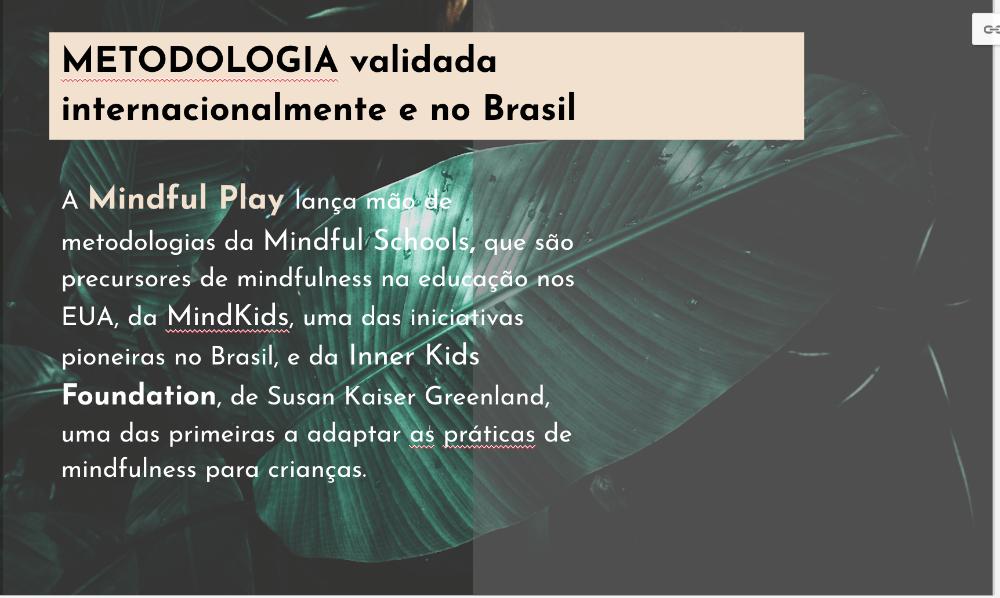 METODOLOGIA validada
internacionalmente e no Brasil
A Mindful Play lança mão de
metodologias da Mindful Schools, que são
precursores de mindfulness na educação nos
EUA, da MindKids, uma das iniciativas
pioneiras no Brasil, e da Inner Kids
Foundation, de Susan Kaiser Greenland,
uma das primeiras a adaptar as práticas de
mindfulness para crianças.